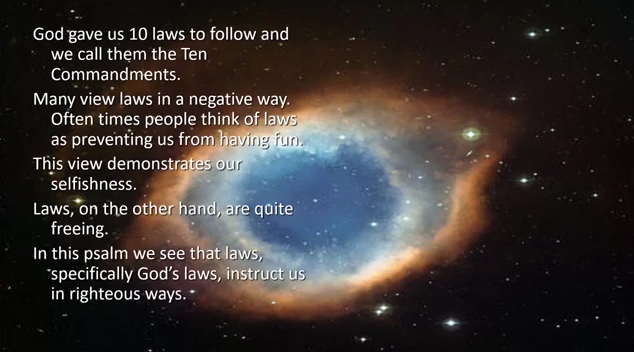 God gave us 10 laws to follow and
we call them the Ten
Commandments.
Many view laws in a negative way.
Often times people think of laws
as preventing us from having fun.
This view demonstrates our
selfishness.
Laws, on the other hand, are quite
freeing.
In this psalm we see that laws,
specifically God’s laws, instruct us
in righteous ways.